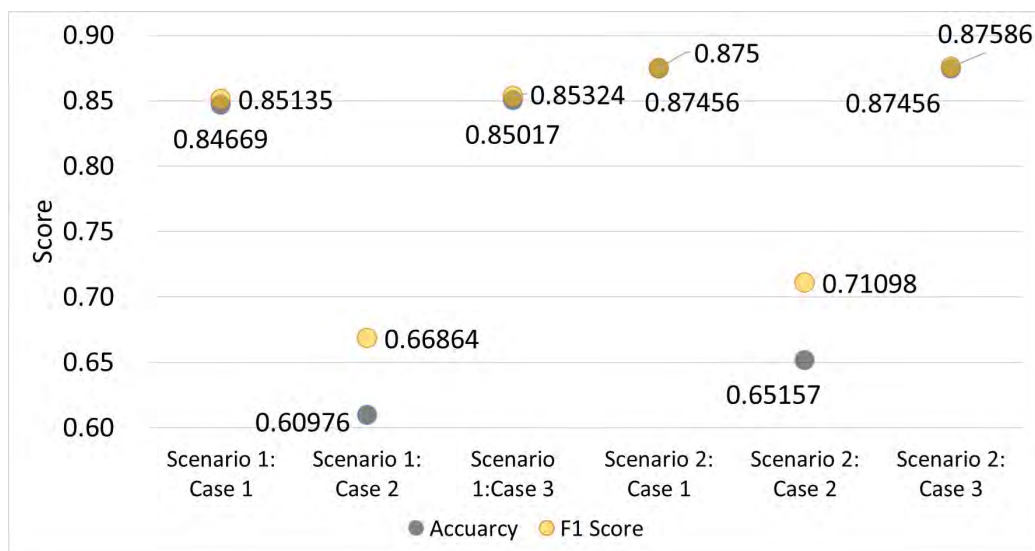 0.90
0.85
0.80
0.75
0.70
0.65
0.60
Score
0.85135
0.84669
0.66864
0.60976
0.85324
0.85017
0.875
0.87456
0.71098
0.65157
0.87586
0.87456
Scenario 1:
Case 1
Scenario 1:
Case 2
Scenario
1:Case 3
Scenario 2:
Case 1
Scenario 2:
Case 2
Scenario 2:
Case 3
Accuarcy
F1 Score